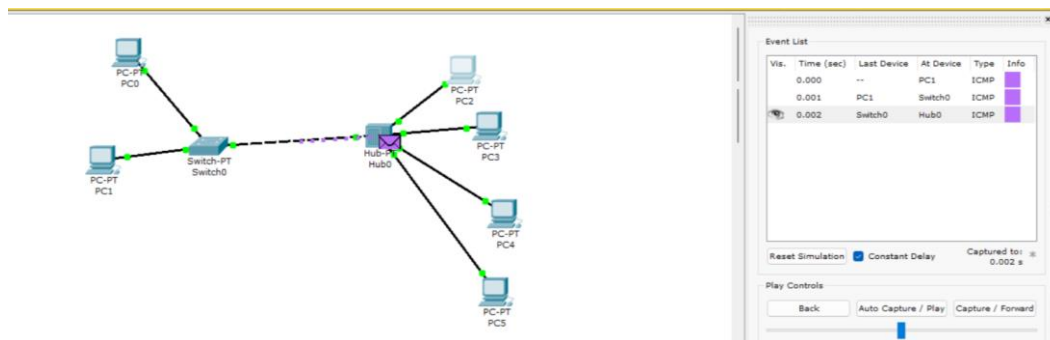 PC-PT
PC0
PC-PT
PC1
Switch-PT
Switch0
Hub-P
Hub0
PC-PT
PC2
PC-PT
PC3
PC-PT
PC4
PC-PT
PC5
Event List
Vis. Time (sec) Last Device At Device Type Info
0.000 -- PC1 ICMP
0.001 PC1 Switch0 ICMP
0.002 Switch0 Hub0 ICMP
Reset Simulation Constant Delay Captured to:
0.002 s
Play Controls
Back Auto Capture / Play Capture / Forward